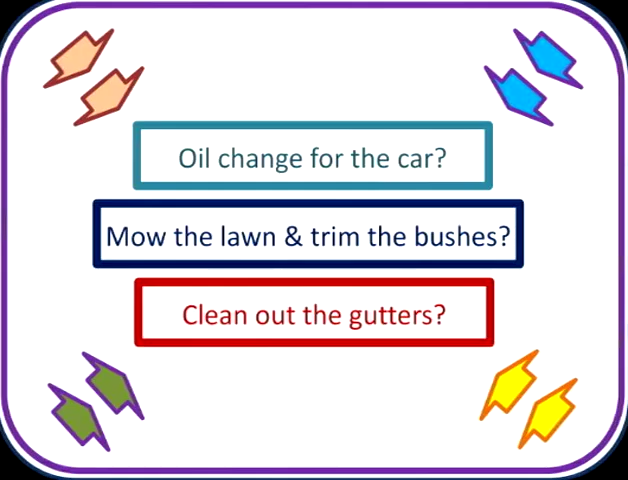 Oil change for the car?
Mow the lawn & trim the bushes?
Clean out the gutters?